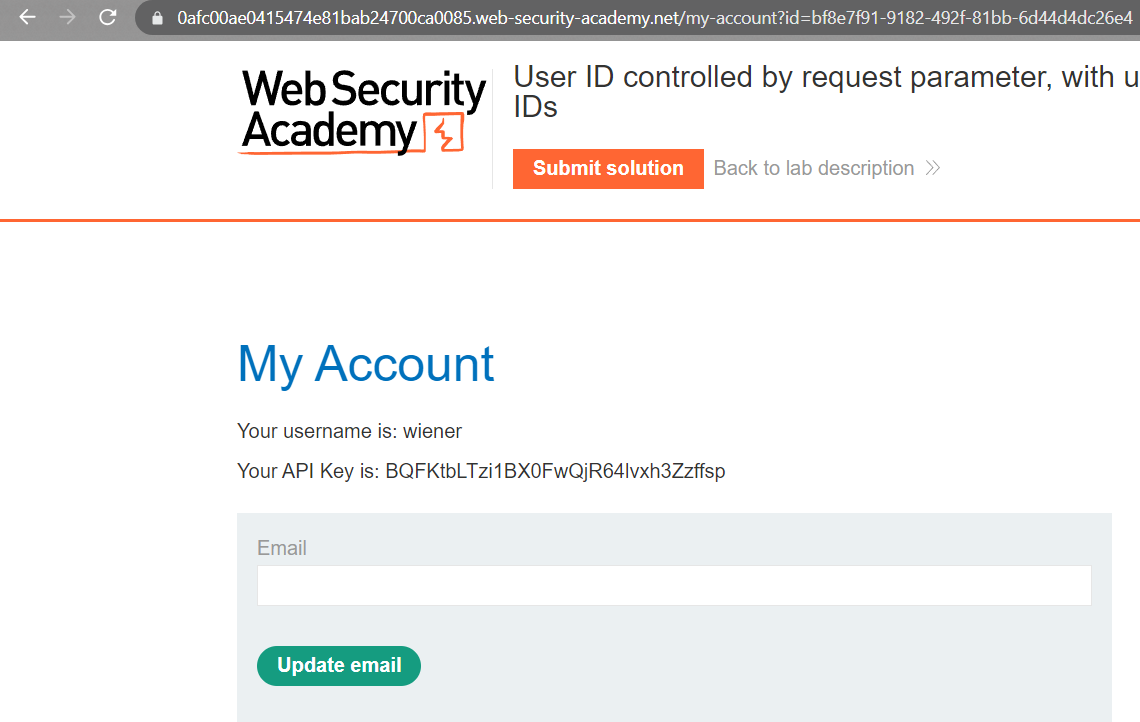 0afc00ae0415474e81bab24700ca0085.web-security-academy.net/my-account?id=bf8e7f91-9182-492f-81bb-6d44d4dc26e4
Web Security
Academy
User ID controlled by request parameter, with u
IDs
Submit solution
Back to lab description
My Account
Your username is: wiener
Your API Key is: BQFKtbLTzi1BX0FwQjR64lvxh3Zzffsp
Email
Update email